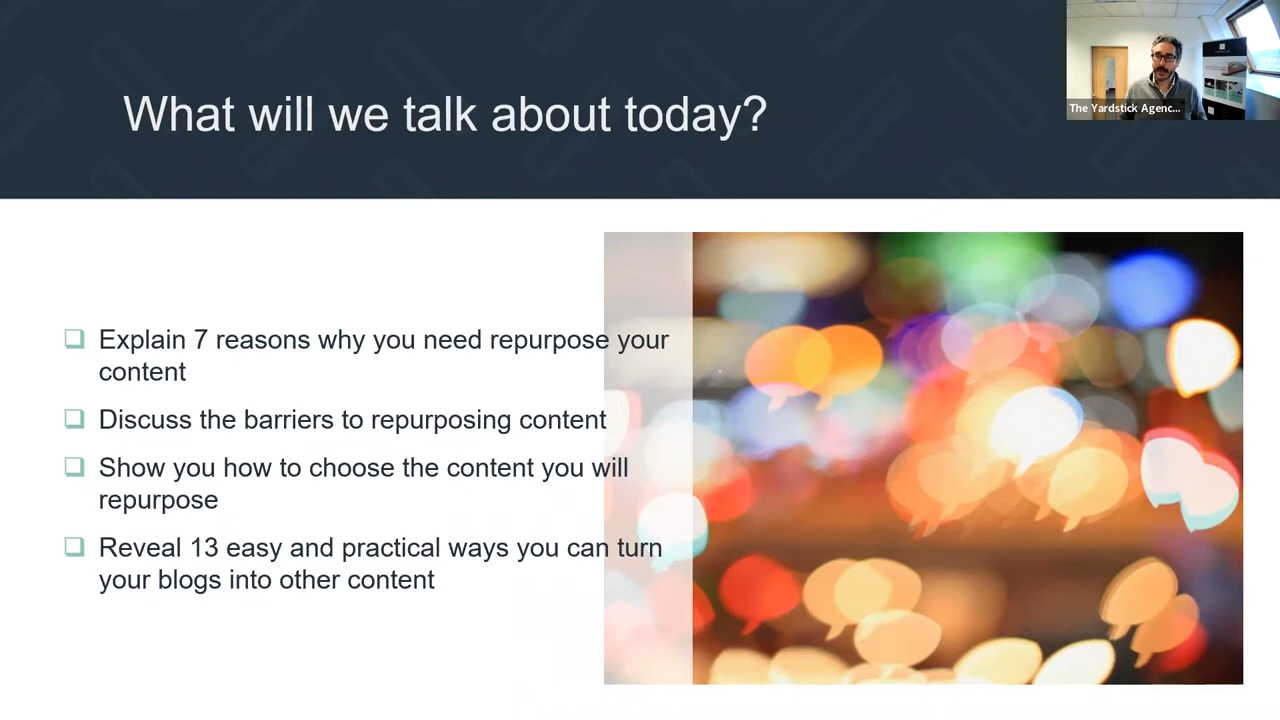 What will we talk about today?
The Yardstick Agenc...
Explain 7 reasons why you need repurpose your
content
Discuss the barriers to repurposing content
Show you how to choose the content you will
repurpose
Reveal 13 easy and practical ways you can turn
your blogs into other content